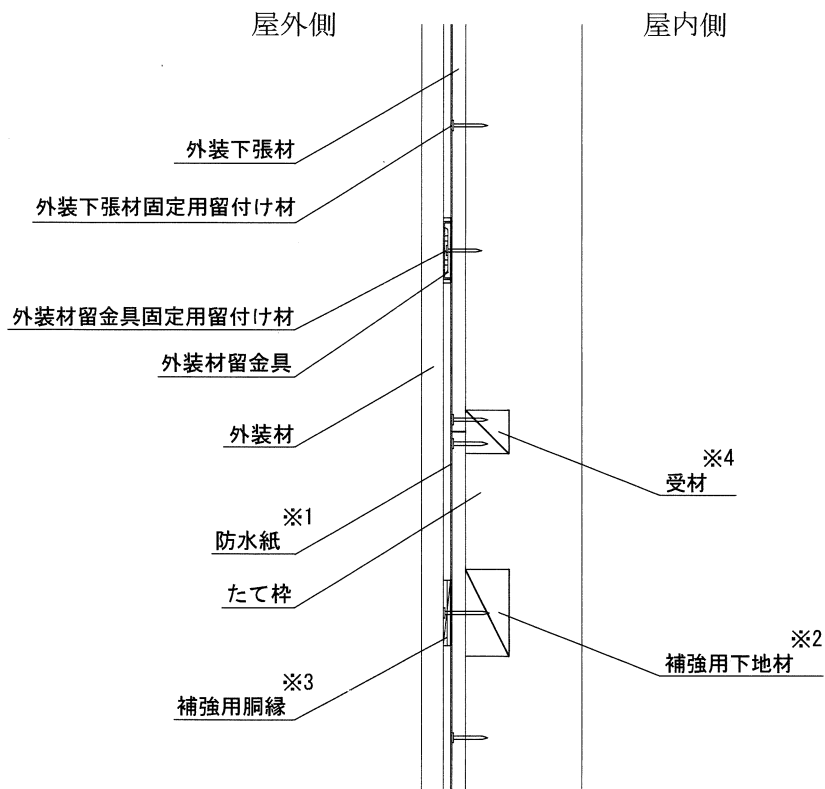 屋外側
屋内側
外装下張材
外装下張材固定用留付け材
外装材留金具固定用留付け材
外装材留金具
外装材
※4
受材
※1
防水紙
たて枠
※2
補強用下地材
※3
補強用胴縁